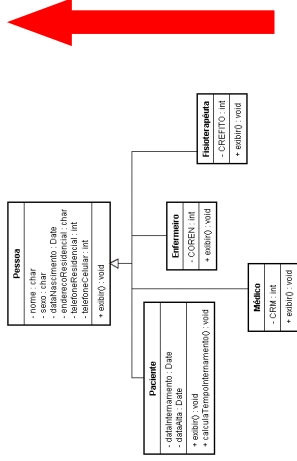 Pessoa
- nome : char
- sexo : char
- dataNascimento : Date
- enderecoResidencial : char
- telefoneResidencial : int
- telefoneCelular : int
+ exibir() : void
Paciente
- dataInternamento : Date
- dataAlta : Date
+ exibir() : void
+ calculaTempoInternamento() : void
Médico
- CRM : int
+ exibir() : void
Enfermeiro
- COREN : int
+ exibir() : void
Fisioterapêuta
- CREFITO : int
+ exibir() : void